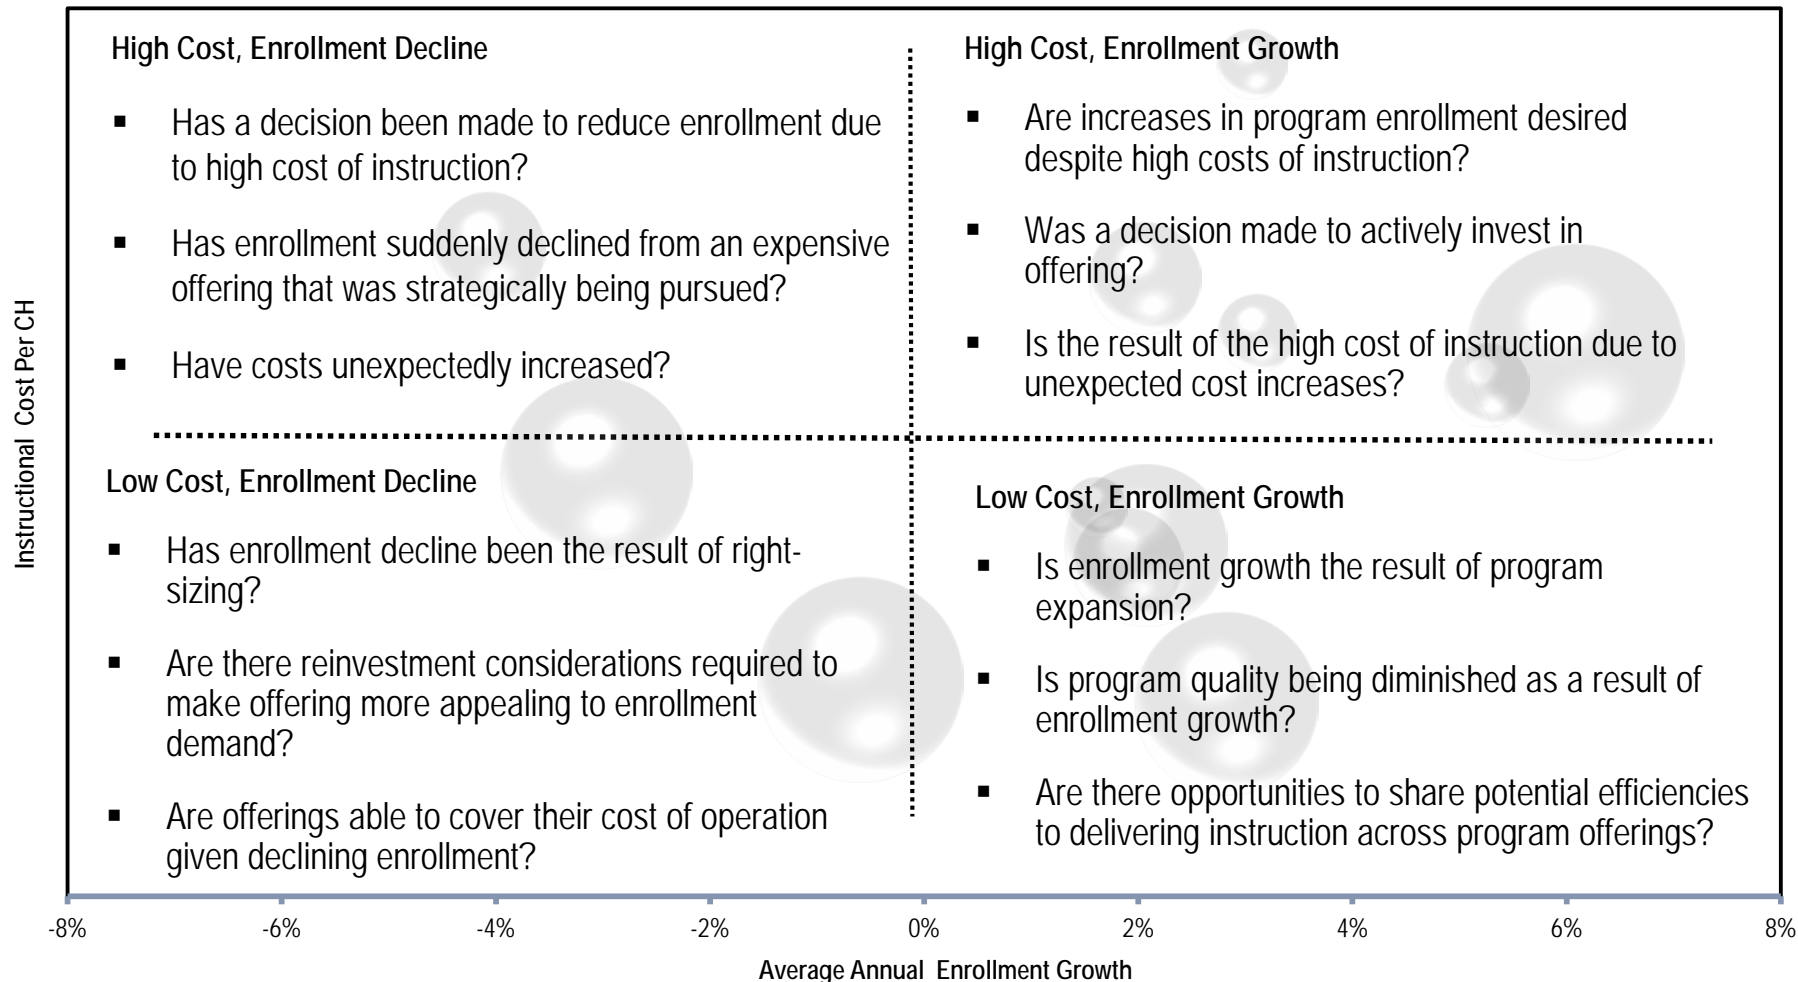 High Cost, Enrollment Decline
▪ Has a decision been made to reduce enrollment due
to high cost of instruction?
▪ Has enrollment suddenly declined from an expensive
offering that was strategically being pursued?
▪ Have costs unexpectedly increased?
High Cost, Enrollment Growth
▪ Are increases in program enrollment desired
despite high costs of instruction?
▪ Was a decision made to actively invest in
offering?
▪ Is the result of the high cost of instruction due to
unexpected cost increases?
Instructional Cost Per CH
Low Cost, Enrollment Decline
▪ Has enrollment decline been the result of right-
sizing?
▪ Are there reinvestment considerations required to
make offering more appealing to enrollment
demand?
▪ Are offerings able to cover their cost of operation
given declining enrollment?
Low Cost, Enrollment Growth
▪ Is enrollment growth the result of program
expansion?
▪ Is program quality being diminished as a result of
enrollment growth?
▪ Are there opportunities to share potential efficiencies
to delivering instruction across program offerings?
-8% -6% -4% -2% 0% 2% 4% 6% 8%
Average Annual Enrollment Growth